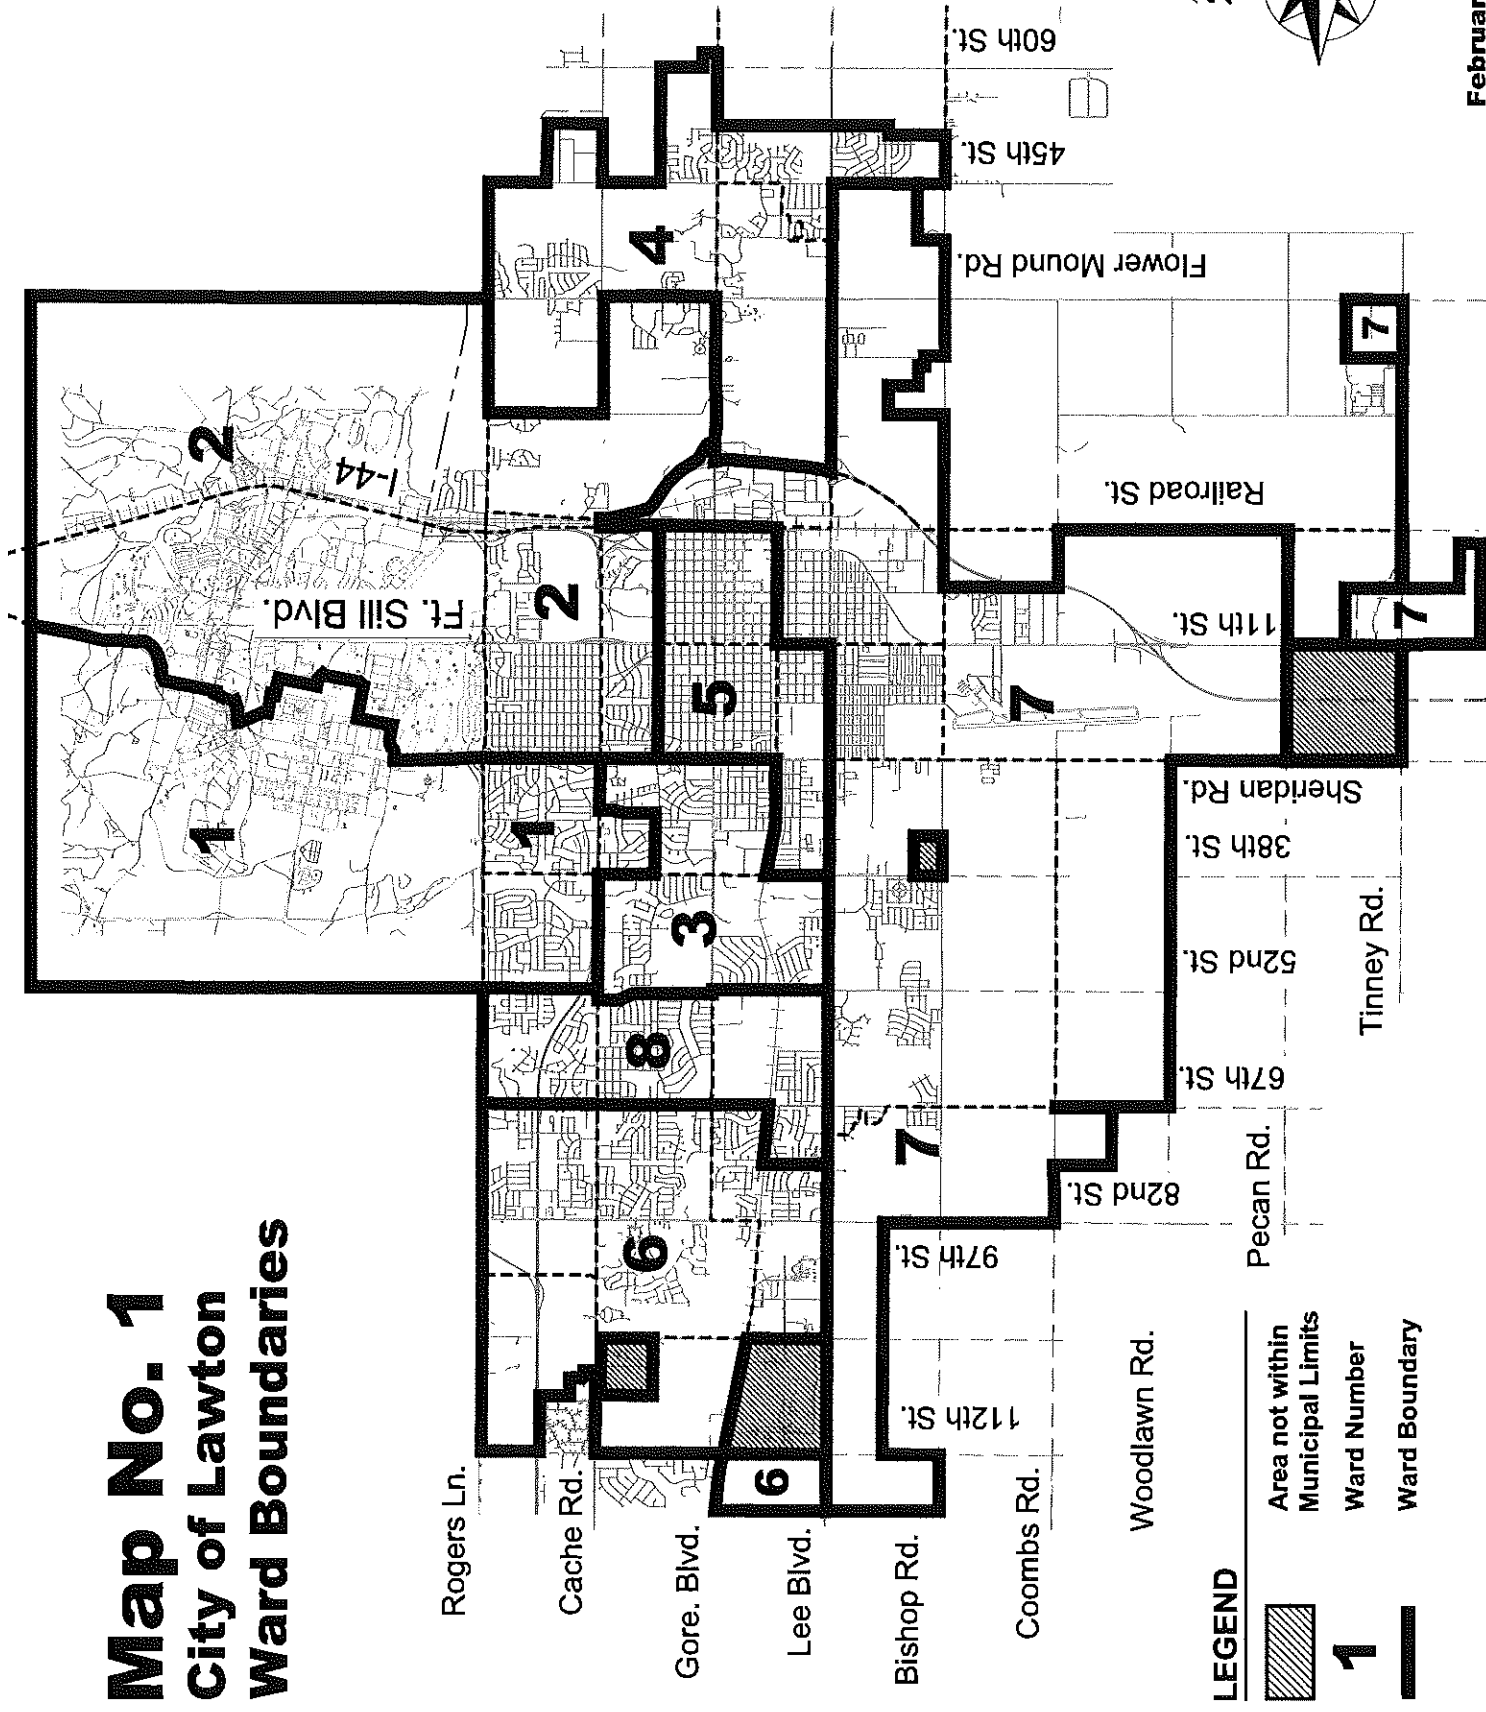 Map No. 1
City of Lawton
Ward Boundaries
Rogers Ln.
Cache Rd.
Gore. Blvd.
Lee Blvd.
Bishop Rd.
Coombs Rd.
Woodlawn Rd.
Pecan Rd.
Tinney Rd.
112th St.
97th St.
82nd St.
67th St.
52nd St.
38th St.
Sheridan Rd.
11th St.
Railroad St.
Flower Mound Rd.
45th St.
60th St.
Ft. Sill Blvd.
I-44
1
2
1
2
3
4
5
6
6
7
7
7
7
8
LEGEND
Area not within
Municipal Limits
1
Ward Number
Ward Boundary